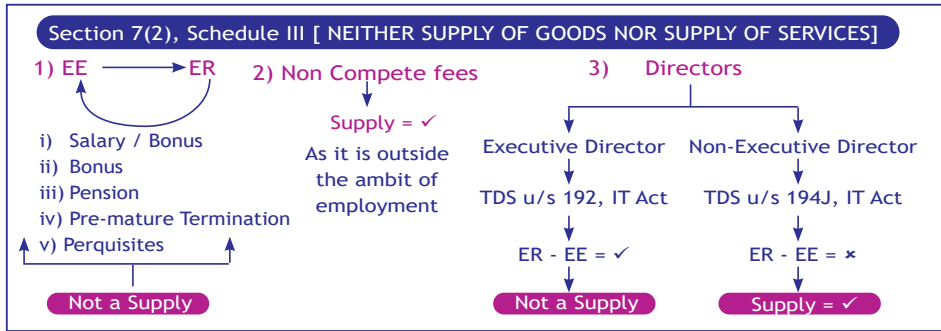 Section 7(2), Schedule III [ NEITHER SUPPLY OF GOODS NOR SUPPLY OF SERVICES]
1) EE ER
i) Salary / Bonus
ii) Bonus
iii) Pension
iv) Pre-mature Termination
v) Perquisites
Not a Supply
2) Non Compete fees
Supply = ✓
As it is outside
the ambit of
employment
3) Directors
Executive Director
TDS u/s 192, IT Act
ER - EE = ✓
Not a Supply
Non-Executive Director
TDS u/s 194J, IT Act
ER - EE = ×
Supply = ✓